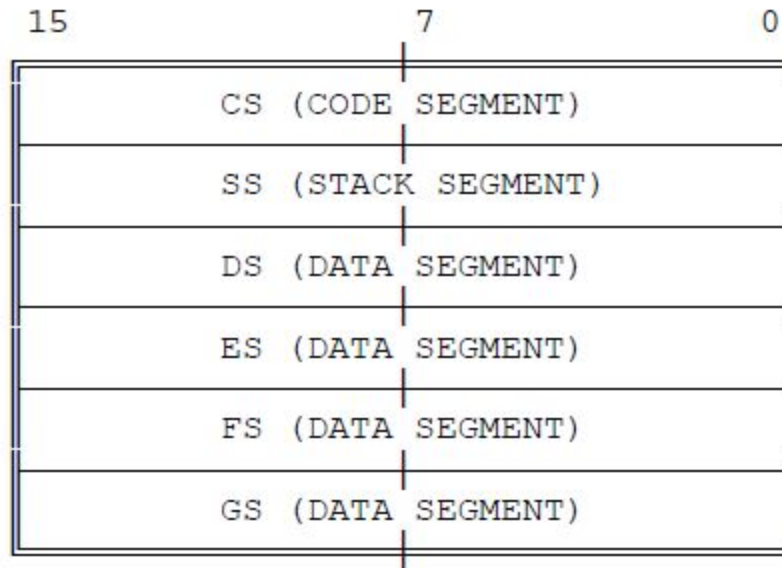 15 7 0
CS (CODE SEGMENT)
SS (STACK SEGMENT)
DS (DATA SEGMENT)
ES (DATA SEGMENT)
FS (DATA SEGMENT)
GS (DATA SEGMENT)